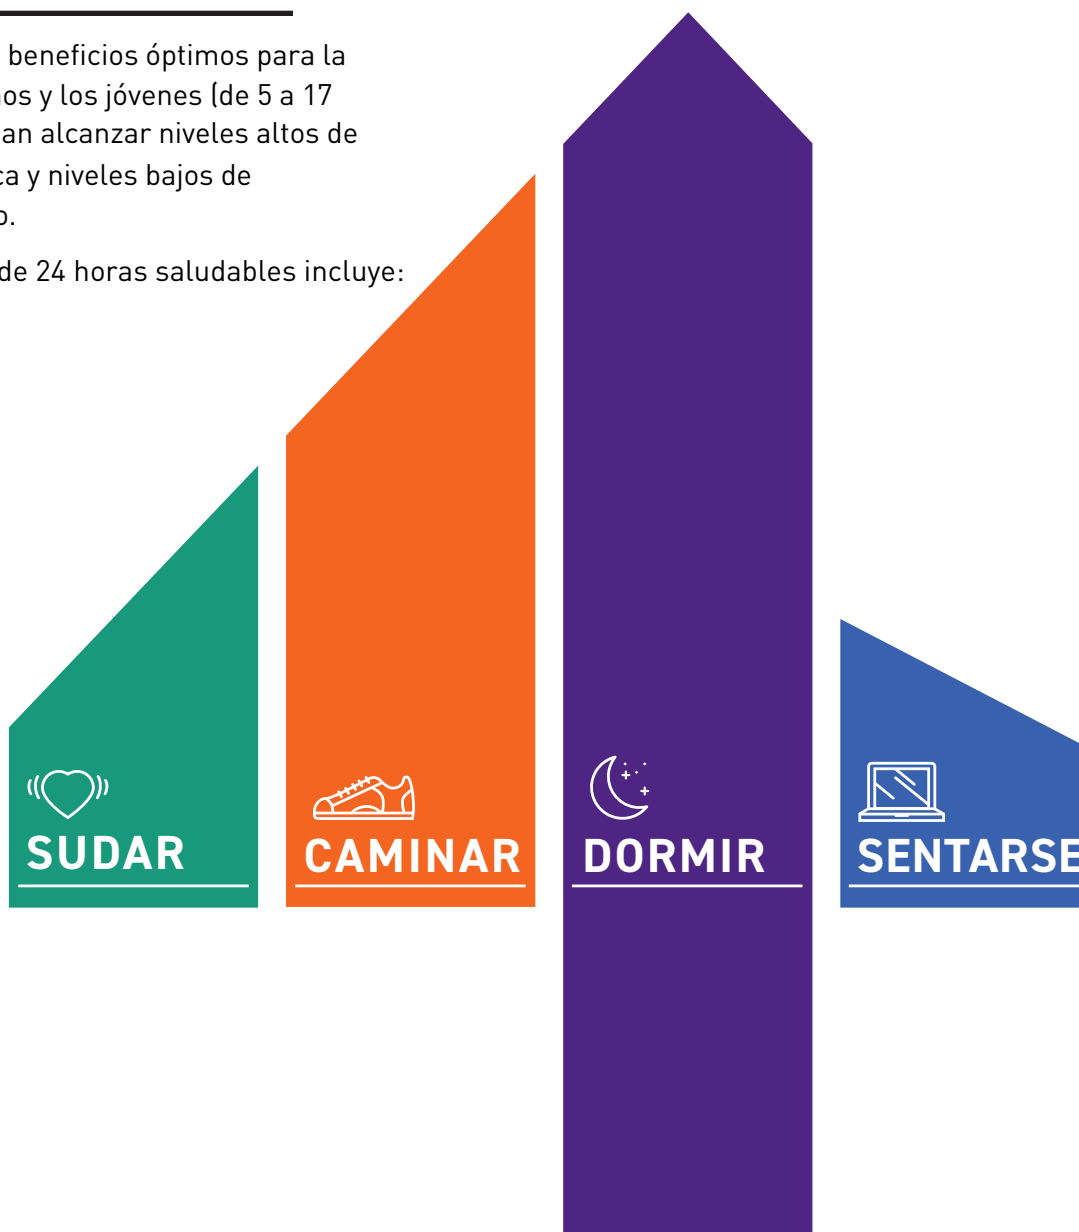 beneficios óptimos para la
os y los jóvenes (de 5 a 17
an alcanzar niveles altos de
ca y niveles bajos de
o.
de 24 horas saludables incluye:
SUDAR
CAMINAR
DORMIR
SENTARSE